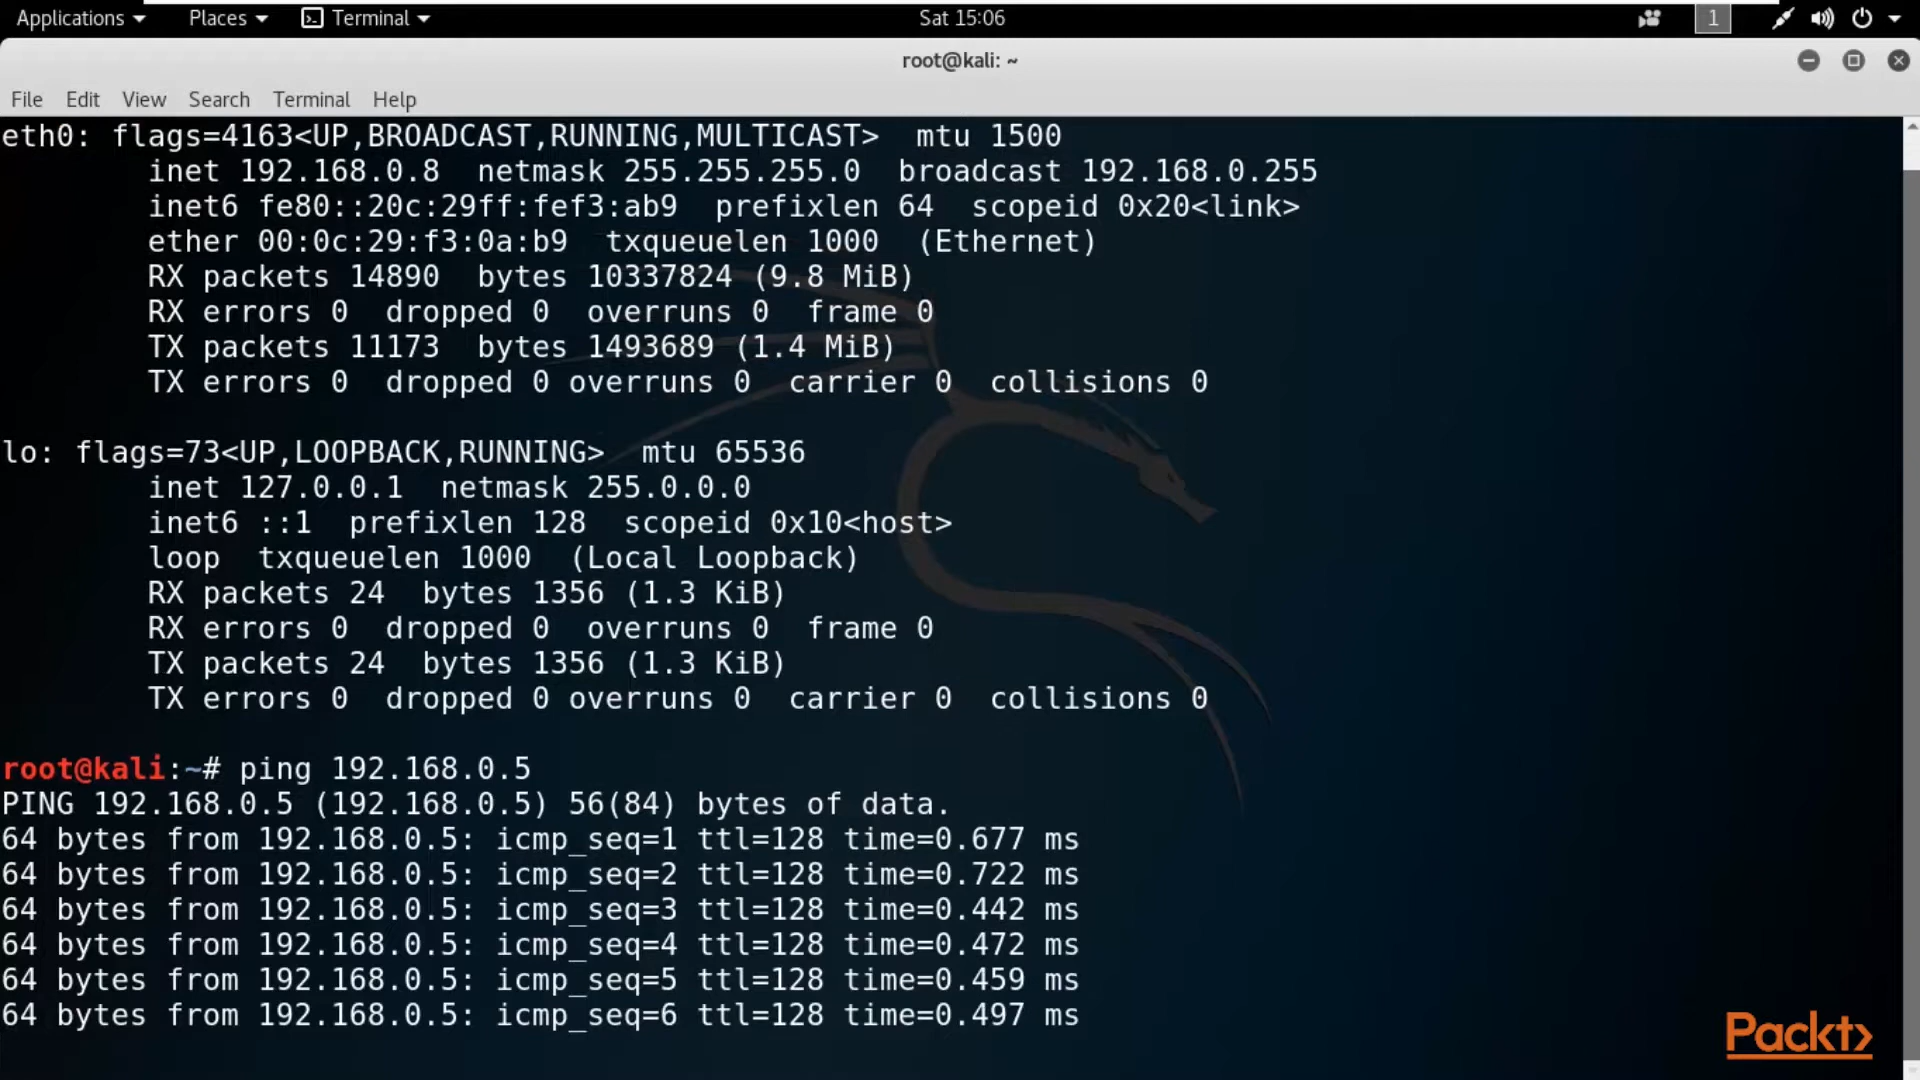 Applications Places Terminal Sat 15:06 1
root@kali: ~
File Edit View Search Terminal Help
eth0: flags=4163<UP,BROADCAST,RUNNING,MULTICAST>  mtu 1500
        inet 192.168.0.8  netmask 255.255.255.0  broadcast 192.168.0.255
        inet6 fe80::20c:29ff:fef3:ab9  prefixlen 64  scopeid 0x20<link>
        ether 00:0c:29:f3:0a:b9  txqueuelen 1000  (Ethernet)
        RX packets 14890  bytes 10337824 (9.8 MiB)
        RX errors 0  dropped 0  overruns 0  frame 0
        TX packets 11173  bytes 1493689 (1.4 MiB)
        TX errors 0  dropped 0 overruns 0  carrier 0  collisions 0
lo: flags=73<UP,LOOPBACK,RUNNING>  mtu 65536
        inet 127.0.0.1  netmask 255.0.0.0
        inet6 ::1  prefixlen 128  scopeid 0x10<host>
        loop  txqueuelen 1000  (Local Loopback)
        RX packets 24  bytes 1356 (1.3 KiB)
        RX errors 0  dropped 0  overruns 0  frame 0
        TX packets 24  bytes 1356 (1.3 KiB)
        TX errors 0  dropped 0 overruns 0  carrier 0  collisions 0
root@kali:~# ping 192.168.0.5
PING 192.168.0.5 (192.168.0.5) 56(84) bytes of data.
64 bytes from 192.168.0.5: icmp_seq=1 ttl=128 time=0.677 ms
64 bytes from 192.168.0.5: icmp_seq=2 ttl=128 time=0.722 ms
64 bytes from 192.168.0.5: icmp_seq=3 ttl=128 time=0.442 ms
64 bytes from 192.168.0.5: icmp_seq=4 ttl=128 time=0.472 ms
64 bytes from 192.168.0.5: icmp_seq=5 ttl=128 time=0.459 ms
64 bytes from 192.168.0.5: icmp_seq=6 ttl=128 time=0.497 ms
Packt>